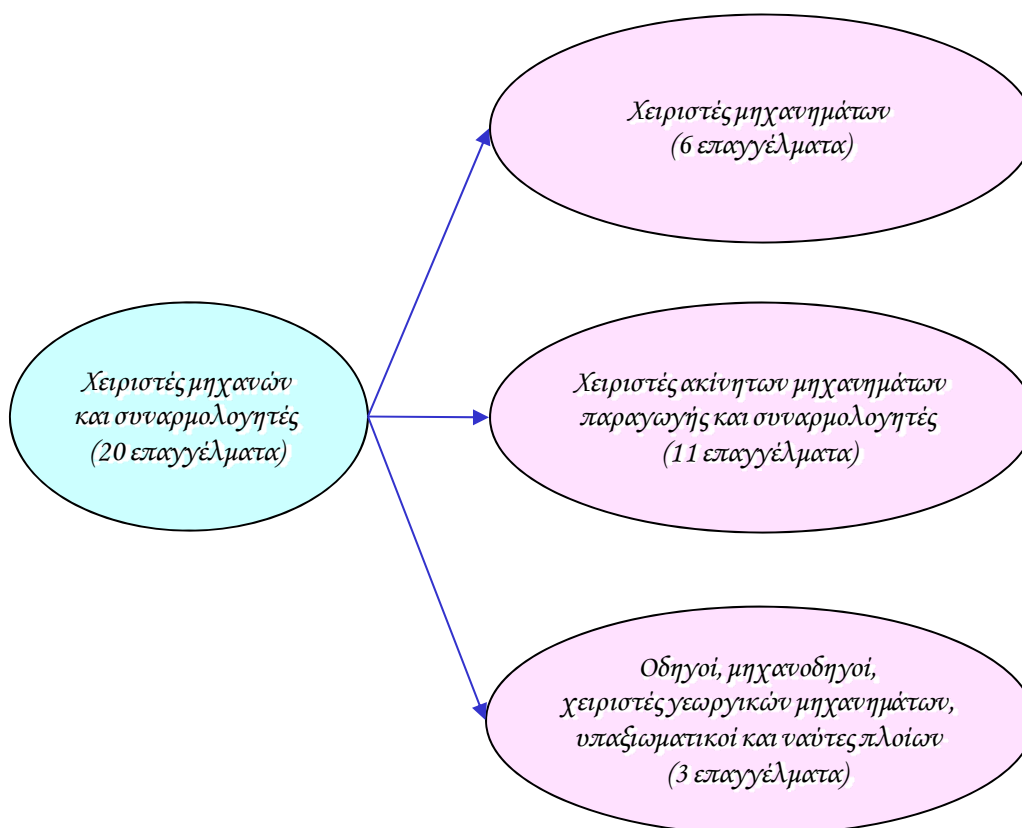 Χειριστές μηχανημάτων
(6 επαγγέλματα)
Χειριστές μηχανών
και συναρμολογητές
(20 επαγγέλματα)
Χειριστές ακίνητων μηχανημάτων
παραγωγής και συναρμολογητές
(11 επαγγέλματα)
Οδηγοί, μηχανοδηγοί,
χειριστές γεωργικών μηχανημάτων,
υπαξιωματικοί και ναύτες πλοίων
(3 επαγγέλματα)